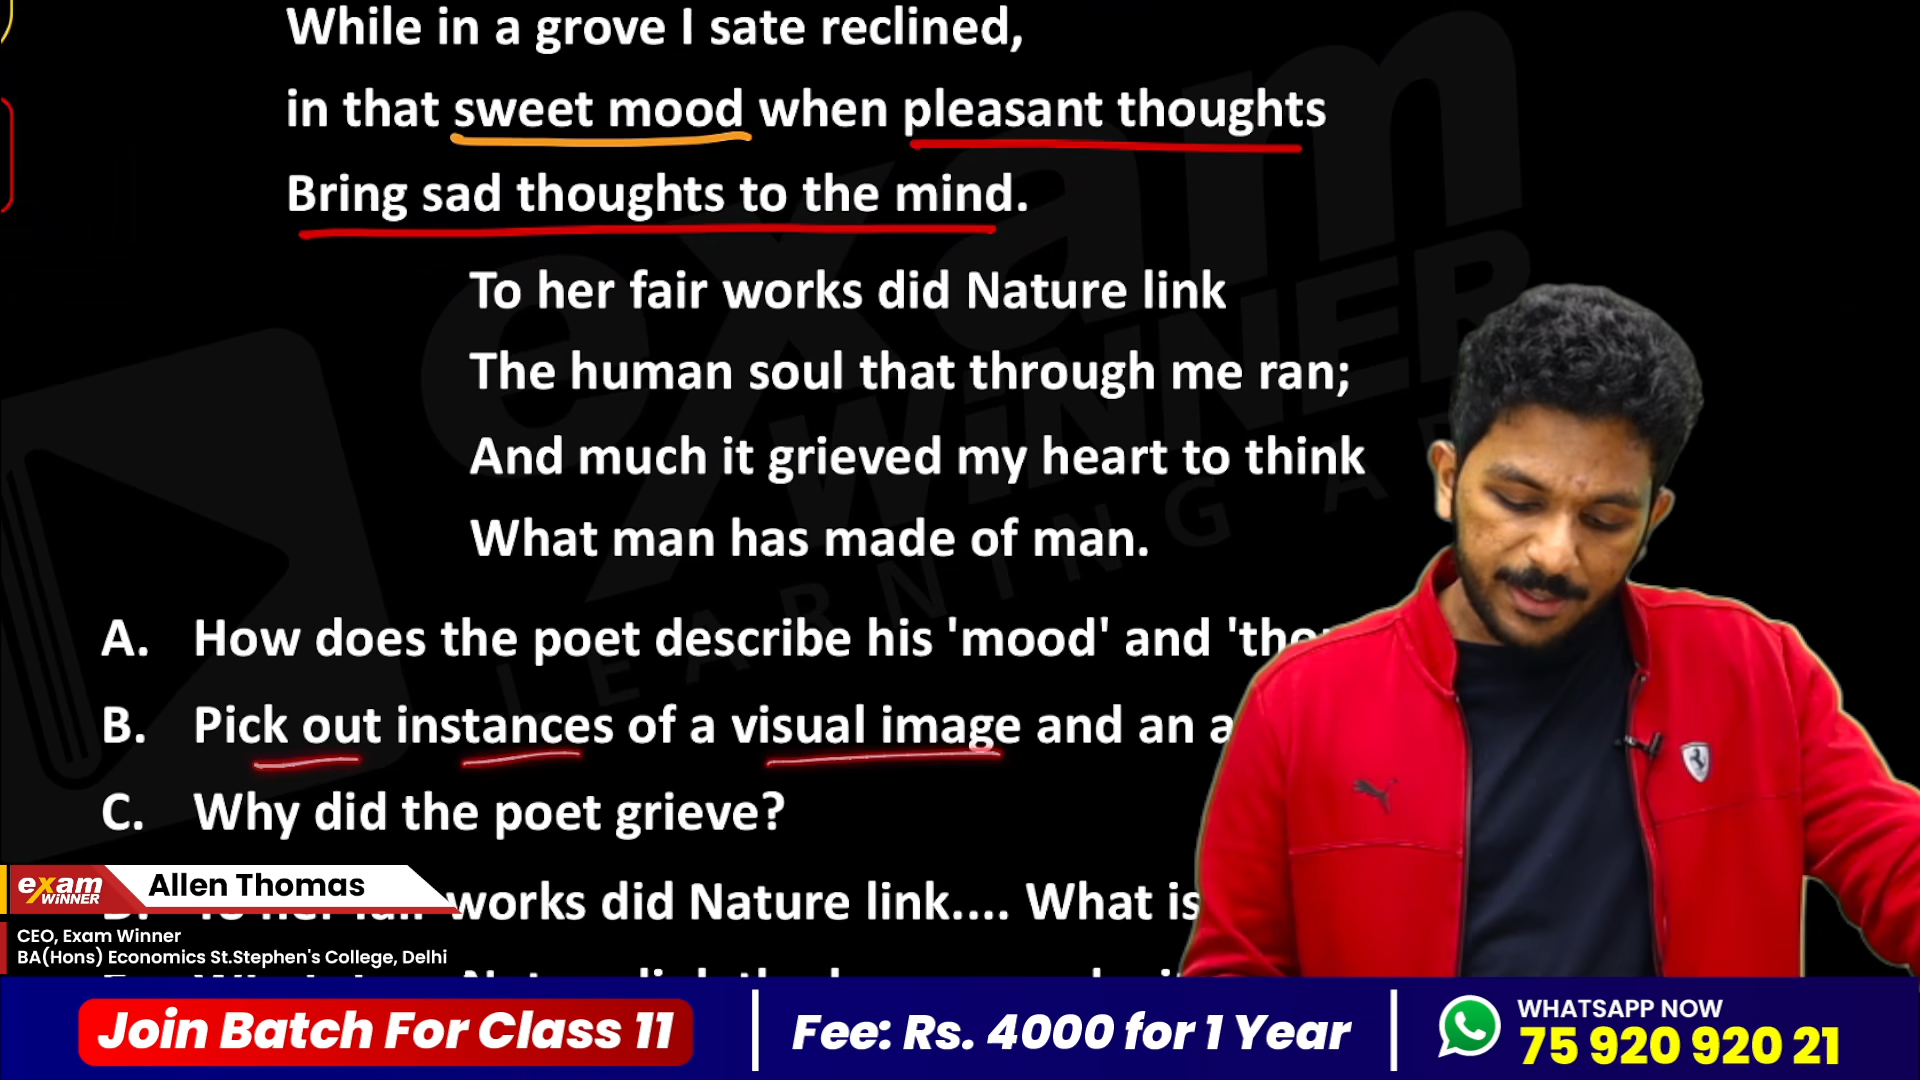 While in a grove I sate reclined,
in that sweet mood when pleasant thoughts
Bring sad thoughts to the mind.
To her fair works did Nature link
The human soul that through me ran;
And much it grieved my heart to think
What man has made of man.
A. How does the poet describe his 'mood' and
B. Pick out instances of a visual image and an
C. Why did the poet grieve?
works did Nature link.... What is
exam WiNNER
Allen Thomas
CEO, Exam Winner
BA(Hons) Economics St.Stephen's College, Delhi
Join Batch For Class 11
Fee: Rs. 4000 for 1 Year
WHATSAPP NOW
75 920 920 21
exam
WiNNER
LEARNING A